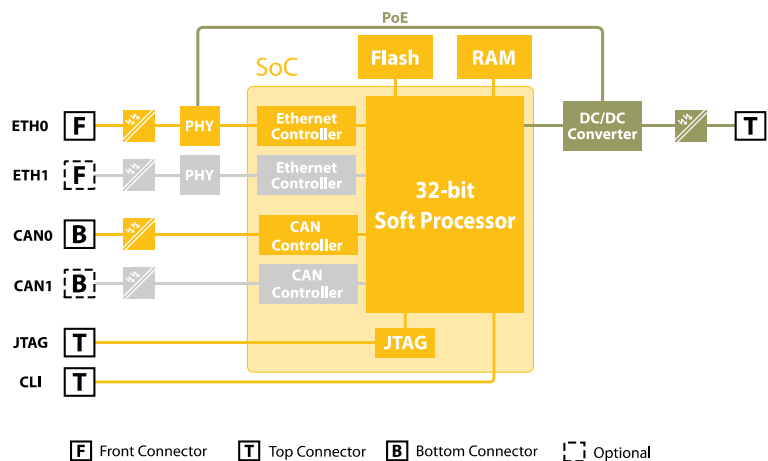 PoE
SoC
Flash
RAM
ETH0
F
PHY
Ethernet
Controller
DC/DC
Converter
T
ETH1
F
PHY
Ethernet
Controller
32-bit
Soft Processor
CAN0
B
CAN
Controller
CAN1
B
CAN
Controller
JTAG
T
JTAG
CLI
T
F Front Connector
T Top Connector
B Bottom Connector
Optional